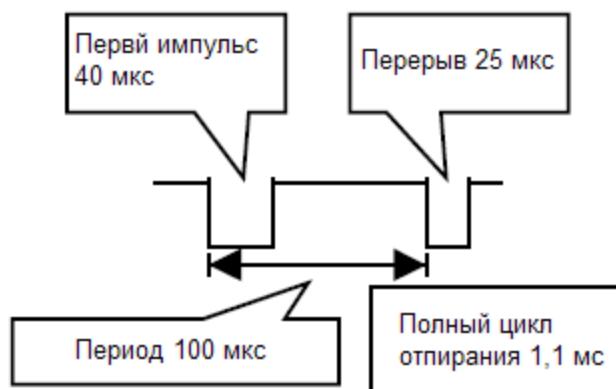 Первй импульс
40 мкс
Перерыв 25 мкс
Период 100 мкс
Полный цикл
отпирания 1,1 мс